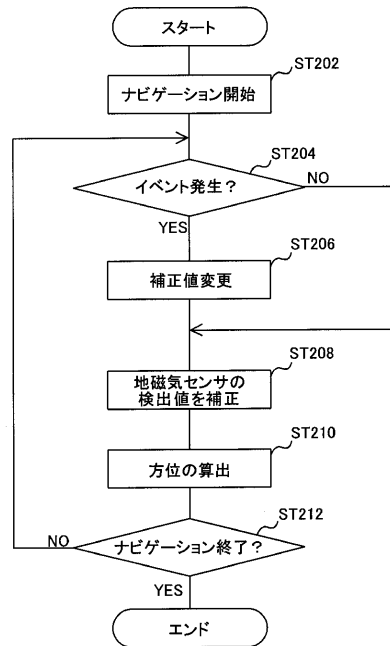 スタート
ST202
ナビゲーション開始
ST204
イベント発生？
NO
YES
ST206
補正値変更
ST208
地磁気センサの
検出値を補正
ST210
方位の算出
ST212
ナビゲーション終了？
NO
YES
エンド